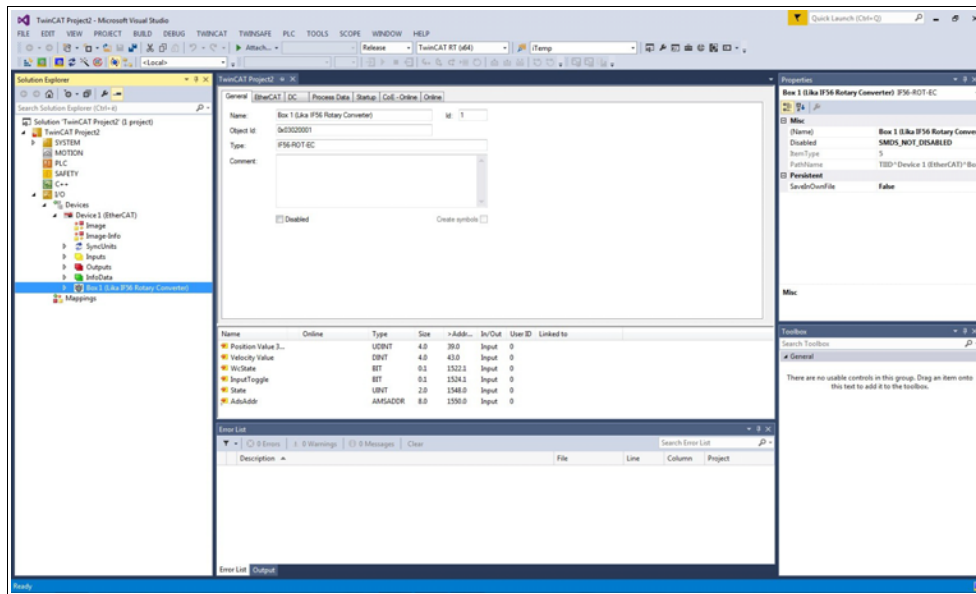 TwinCAT Project2 - Microsoft Visual Studio
Quick Launch (Ctrl+Q)
FILE EDIT VIEW PROJECT BUILD DEBUG TWINCAT TWINSAFE PLC TOOLS SCOPE WINDOW HELP
Attach... Release TwinCAT RT (x64) iTemp
<Local>
Solution Explorer
Search Solution Explorer (Ctrl+è)
Solution 'TwinCAT Project2' (1 project)
TwinCAT Project2
SYSTEM
MOTION
PLC
SAFETY
C++
I/O
Devices
Device 1 (EtherCAT)
Image
Image-Info
SyncUnits
Inputs
Outputs
InfoData
Box 1 (Lika IF56 Rotary Converter)
Mappings
TwinCAT Project2
General EtherCAT DC Process Data Startup CoE - Online Online
Name: Box 1 (Lika IF56 Rotary Converter) Id: 1
Object Id: 0x03020001
Type: IF56-ROT-EC
Comment:
Disabled Create symbols
Name Online Type Size >Addr... In/Out User ID Linked to
Position Value 3... UDINT 4.0 39.0 Input 0
Velocity Value DINT 4.0 43.0 Input 0
WcState BIT 0.1 1522.1 Input 0
InputToggle BIT 0.1 1524.1 Input 0
State UINT 2.0 1548.0 Input 0
AdsAddr AMSADDR 8.0 1550.0 Input 0
Error List
0 Errors 0 Messages Clear Search Error List
Description File Line Column Project
Error List Output
Properties
Box 1 (Lika IF56 Rotary Converter) IF56-ROT-EC
Misc
(Name) Box 1 (Lika IF56 Rotary Conver
Disabled SMDS_NOT_DISABLED
ItemType 5
PathName TIID^Device 1 (EtherCAT)^Bo
Persistent
SaveInOwnFile False
Misc
Toolbox
Search Toolbox
General
There are no usable controls in this group. Drag an item onto
this text to add it to the toolbox.
Ready